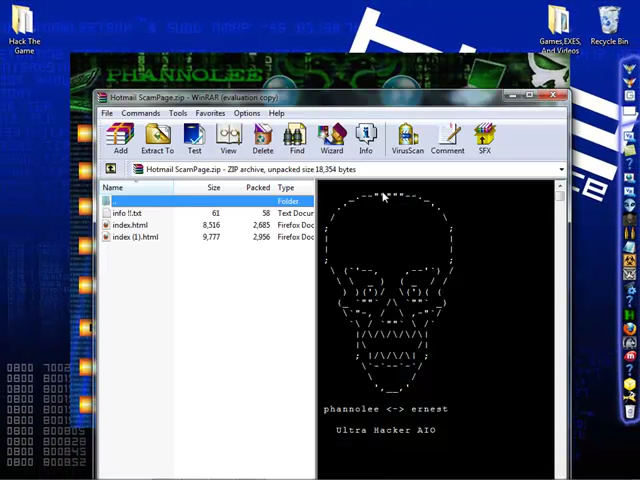 Hack The
Game
Games,EXES,
And Videos
Recycle Bin
PHANNOLEE
Hotmail ScamPage.zip - WinRAR (evaluation copy)
File Commands Tools Favorites Options Help
Add Extract To Test View Delete Find Wizard Info VirusScan Comment SFX
Hotmail ScamPage.zip - ZIP archive, unpacked size 18,354 bytes
Name Size Packed Type
.. Folder
info !!.txt 61 58 Text Docur
index.html 8,516 2,685 Firefox Doc
index (1).html 9,777 2,956 Firefox Doc
phannolee <-> ernest
Ultra Hacker AIO